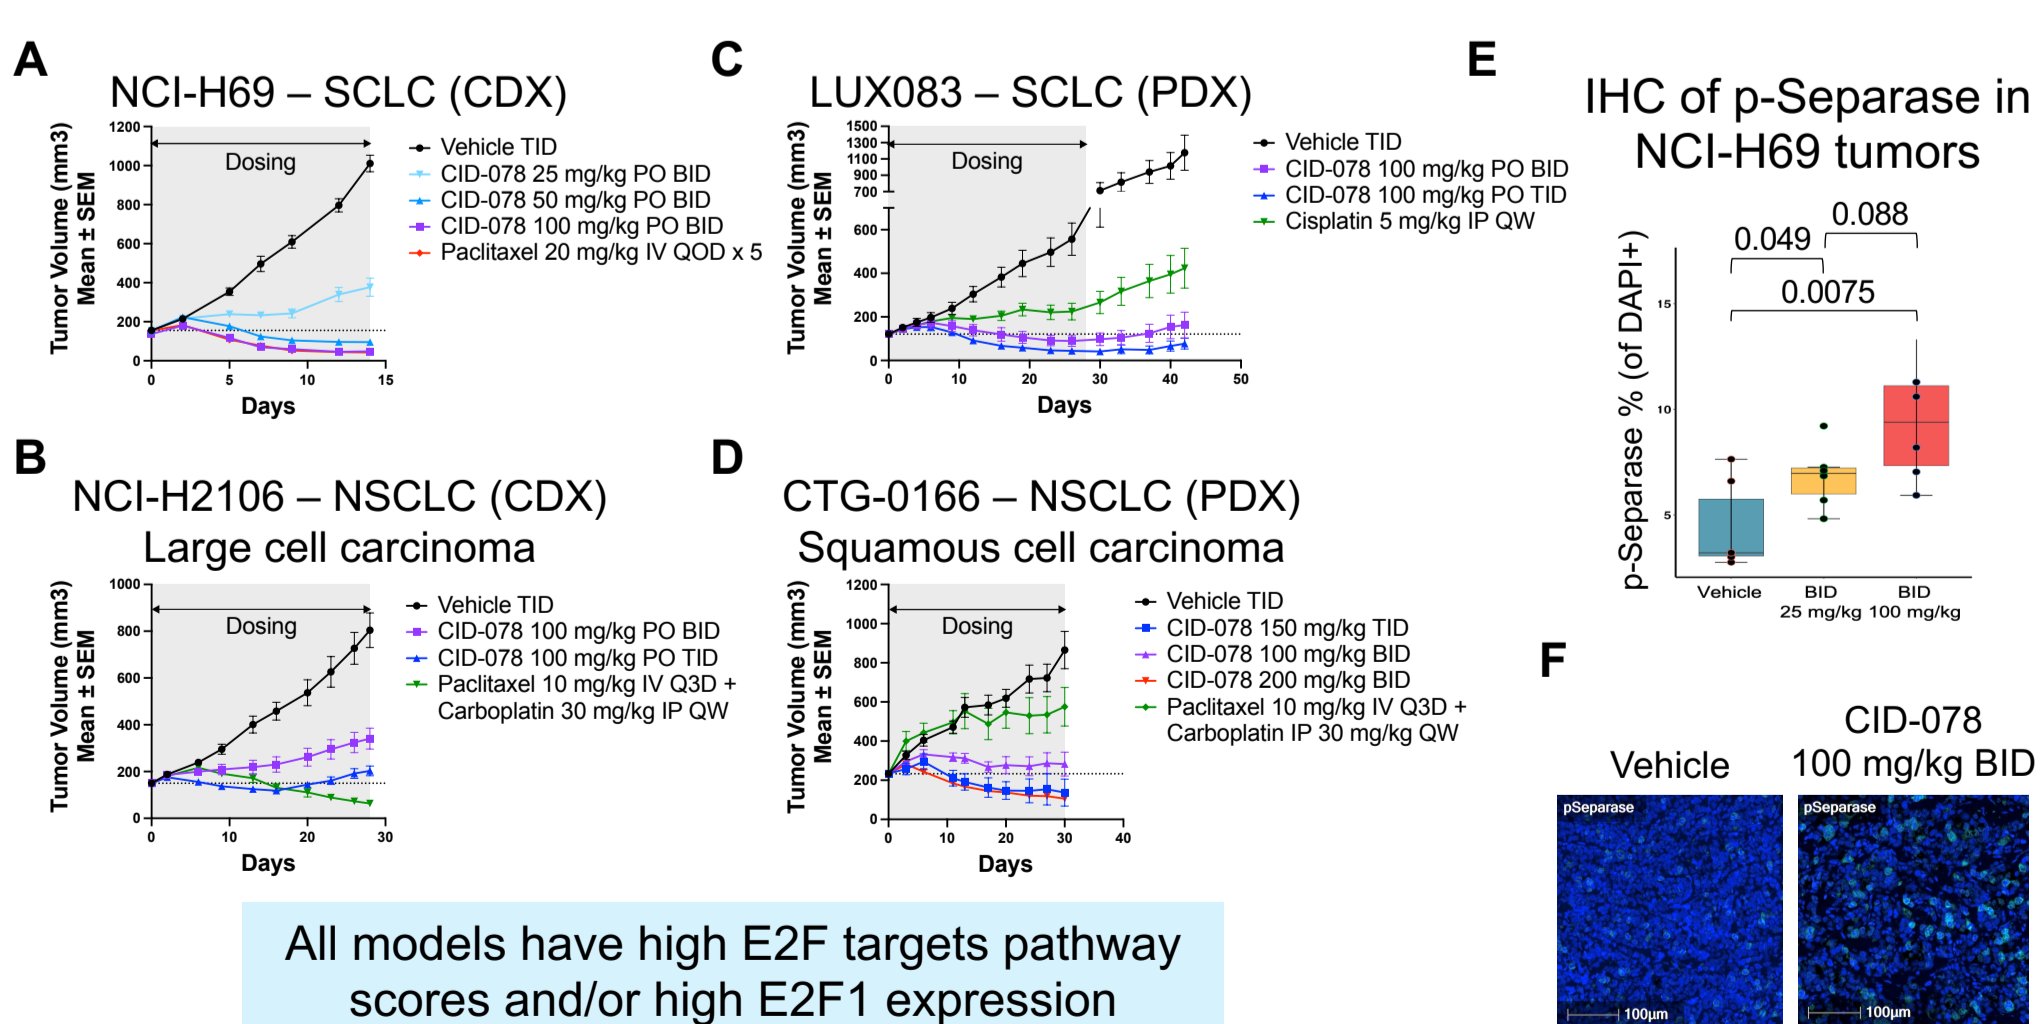 A
NCI-H69 – SCLC (CDX)
Tumor Volume (mm3)
Mean ± SEM
1200
1000
800
600
400
200
0
Dosing
0 5 10 15
Days
Vehicle TID
CID-078 25 mg/kg PO BID
CID-078 50 mg/kg PO BID
CID-078 100 mg/kg PO BID
Paclitaxel 20 mg/kg IV QOD x 5
C
LUX083 – SCLC (PDX)
Tumor Volume (mm3)
Mean ± SEM
1500
1300
1100
900
700
600
400
200
0
Dosing
0 10 20 30 40 50
Days
Vehicle TID
CID-078 100 mg/kg PO BID
CID-078 100 mg/kg PO TID
Cisplatin 5 mg/kg IP QW
B
NCI-H2106 – NSCLC (CDX)
Large cell carcinoma
Tumor Volume (mm3)
Mean ± SEM
1000
800
600
400
200
0
Dosing
0 10 20 30
Days
Vehicle TID
CID-078 100 mg/kg PO BID
CID-078 100 mg/kg PO TID
Paclitaxel 10 mg/kg IV Q3D +
Carboplatin 30 mg/kg IP QW
D
CTG-0166 – NSCLC (PDX)
Squamous cell carcinoma
Tumor Volume (mm3)
Mean ± SEM
1200
1000
800
600
400
200
0
Dosing
0 10 20 30 40
Days
Vehicle TID
CID-078 150 mg/kg TID
CID-078 100 mg/kg BID
CID-078 200 mg/kg BID
Paclitaxel 10 mg/kg IV Q3D +
Carboplatin IP 30 mg/kg QW
All models have high E2F targets pathway
scores and/or high E2F1 expression
E
IHC of p-Separase in
NCI-H69 tumors
p-Separase % (of DAPI+)
15
10
5
0.088
0.049
0.0075
Vehicle
BID
25 mg/kg
BID
100 mg/kg
F
Vehicle
CID-078
100 mg/kg BID
pSeparase
100µm
pSeparase
100µm